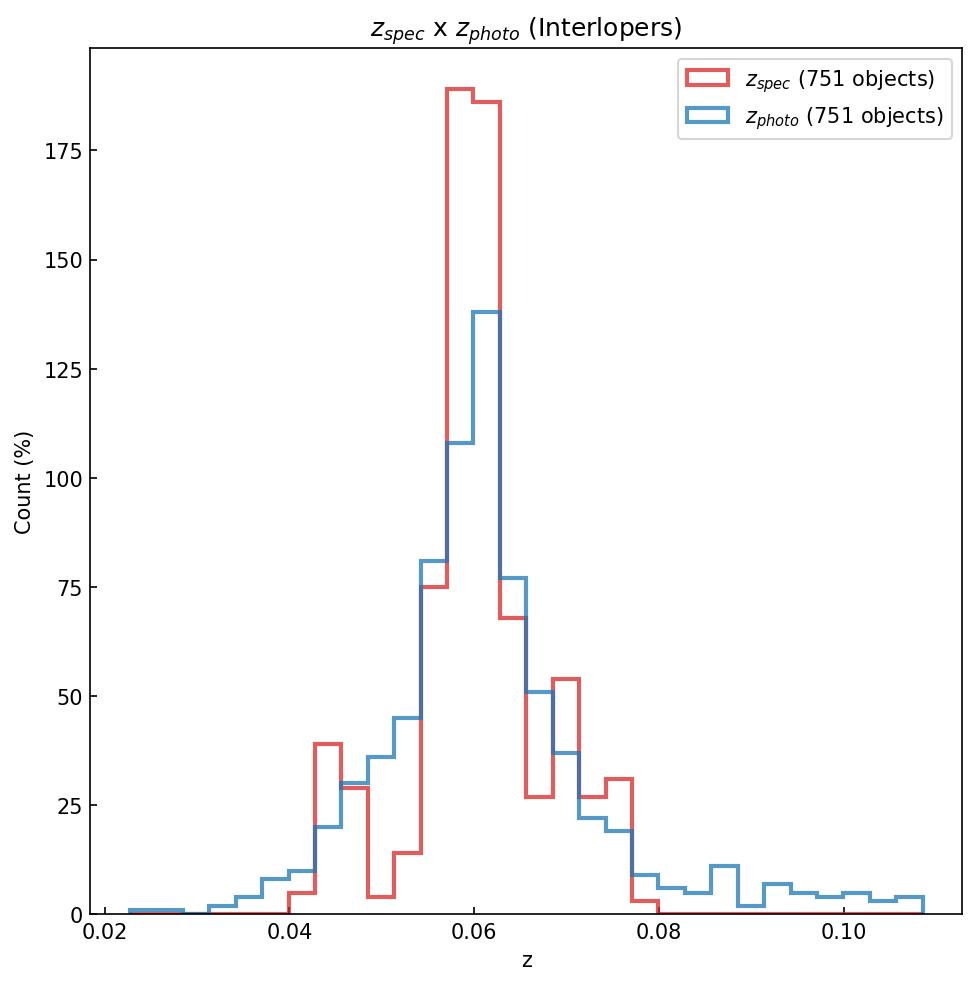 z_spec x z_photo (Interlopers)
z_spec (751 objects)
z_photo (751 objects)
Count (%)
175
150
125
100
75
50
25
0
0.02 0.04 0.06 0.08 0.10
z